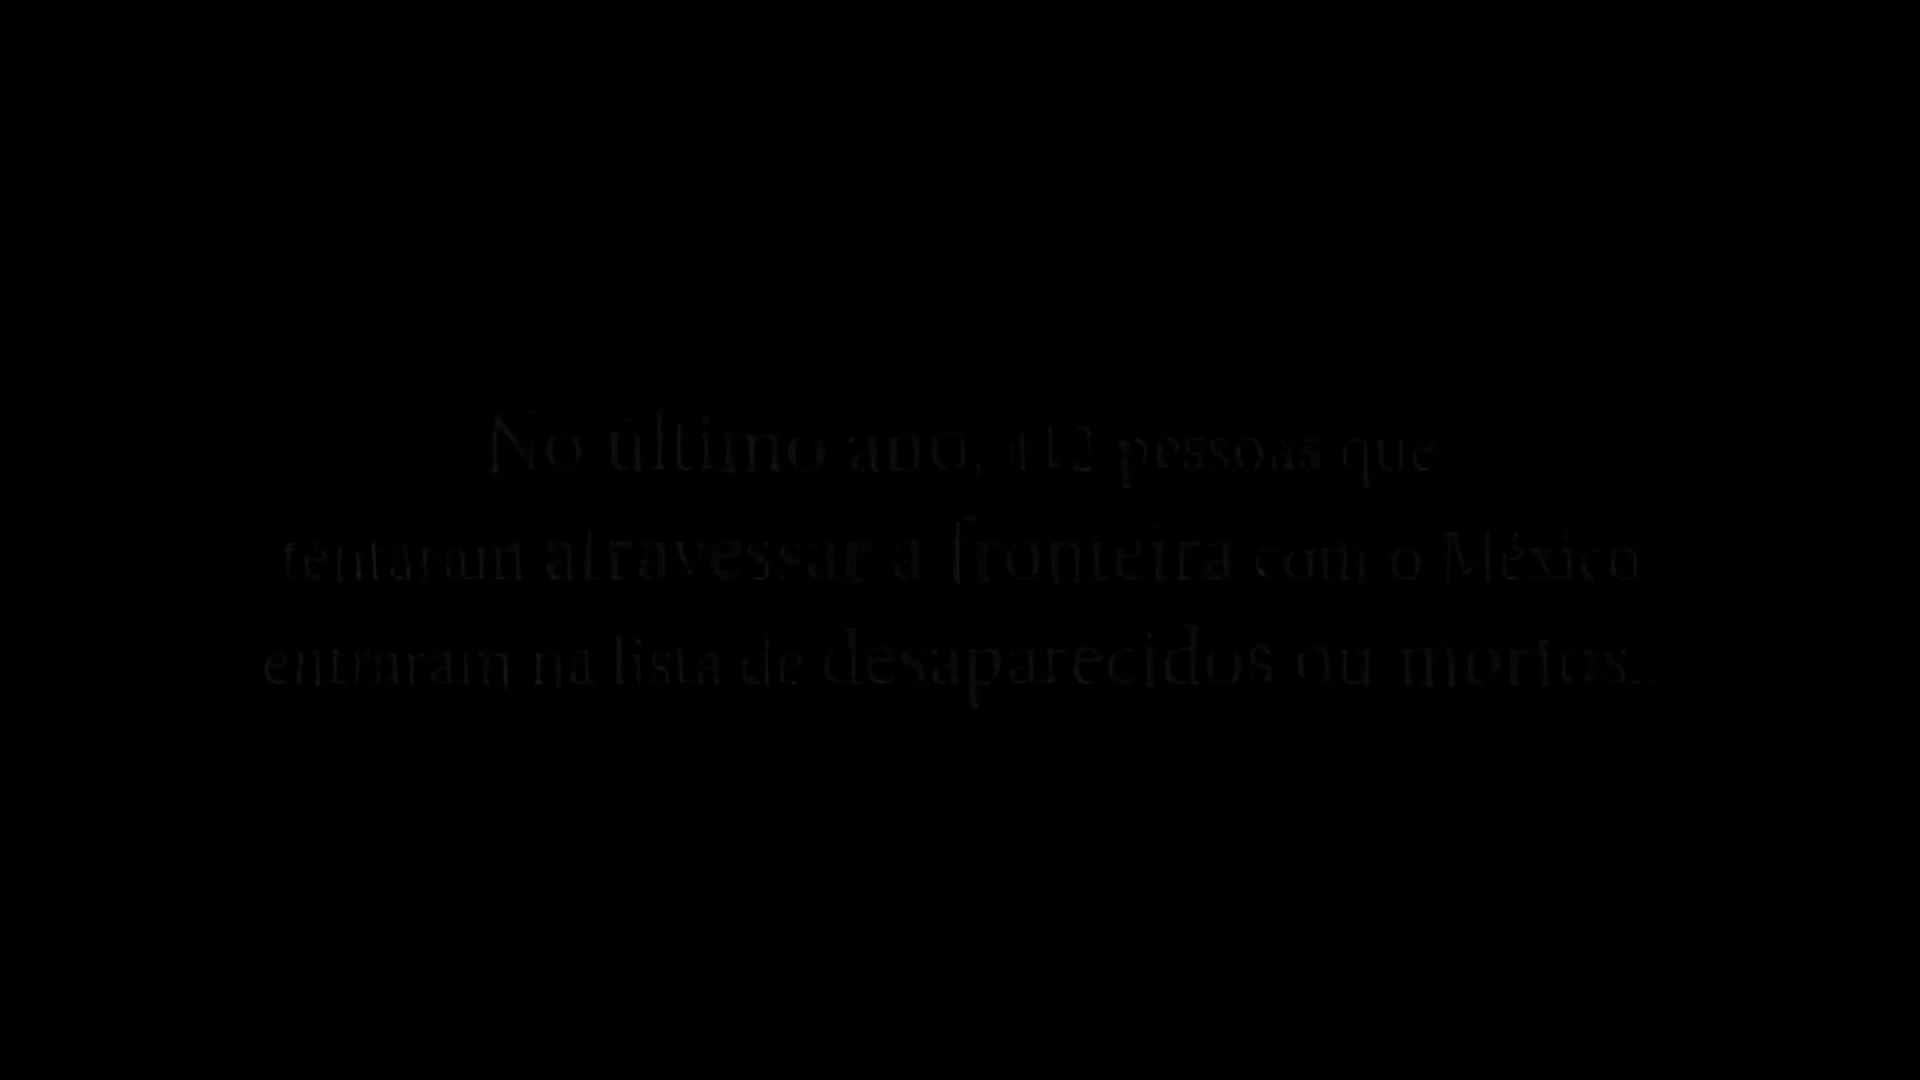 No último ano, 412 pessoas que
tentaram atravessar a fronteira com o México
entraram na lista de desaparecidos ou mortos...